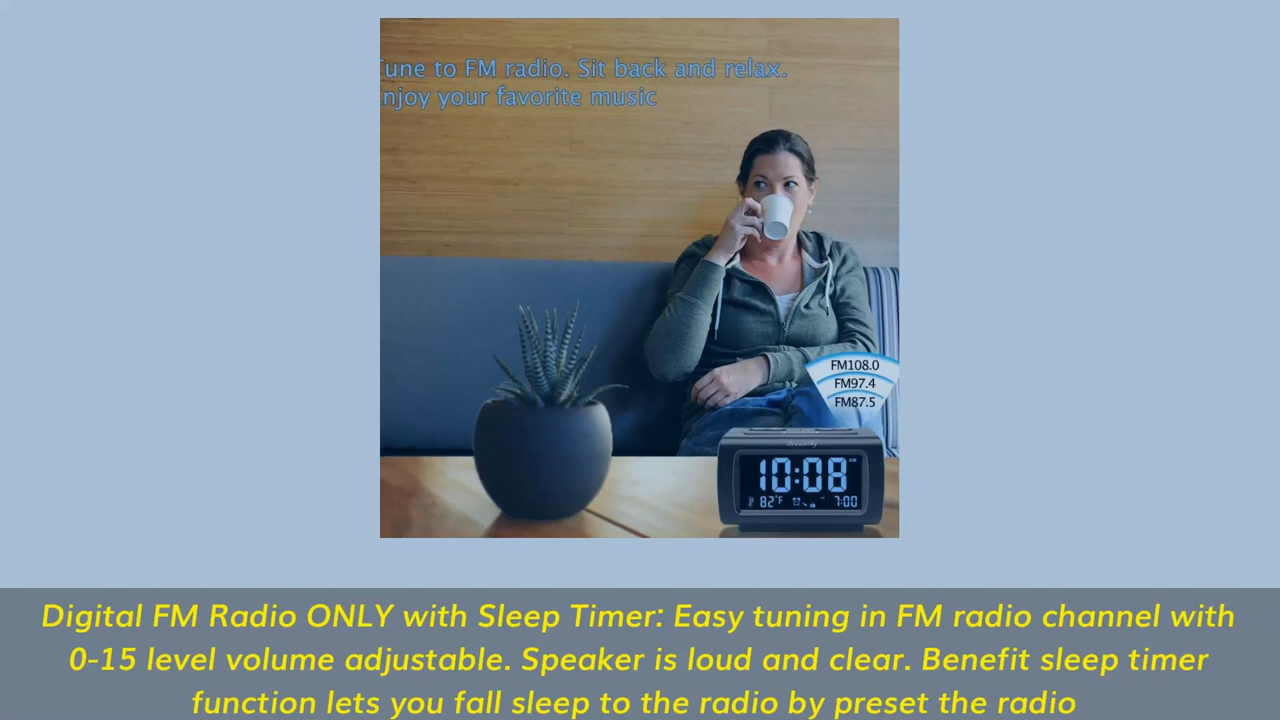 Tune to FM radio. Sit back and relax.
Enjoy your favorite music
FM108.0
FM97.4
FM87.5
10:08 AM
82°F 7:00
Digital FM Radio ONLY with Sleep Timer: Easy tuning in FM radio channel with
0-15 level volume adjustable. Speaker is loud and clear. Benefit sleep timer
function lets you fall sleep to the radio by preset the radio